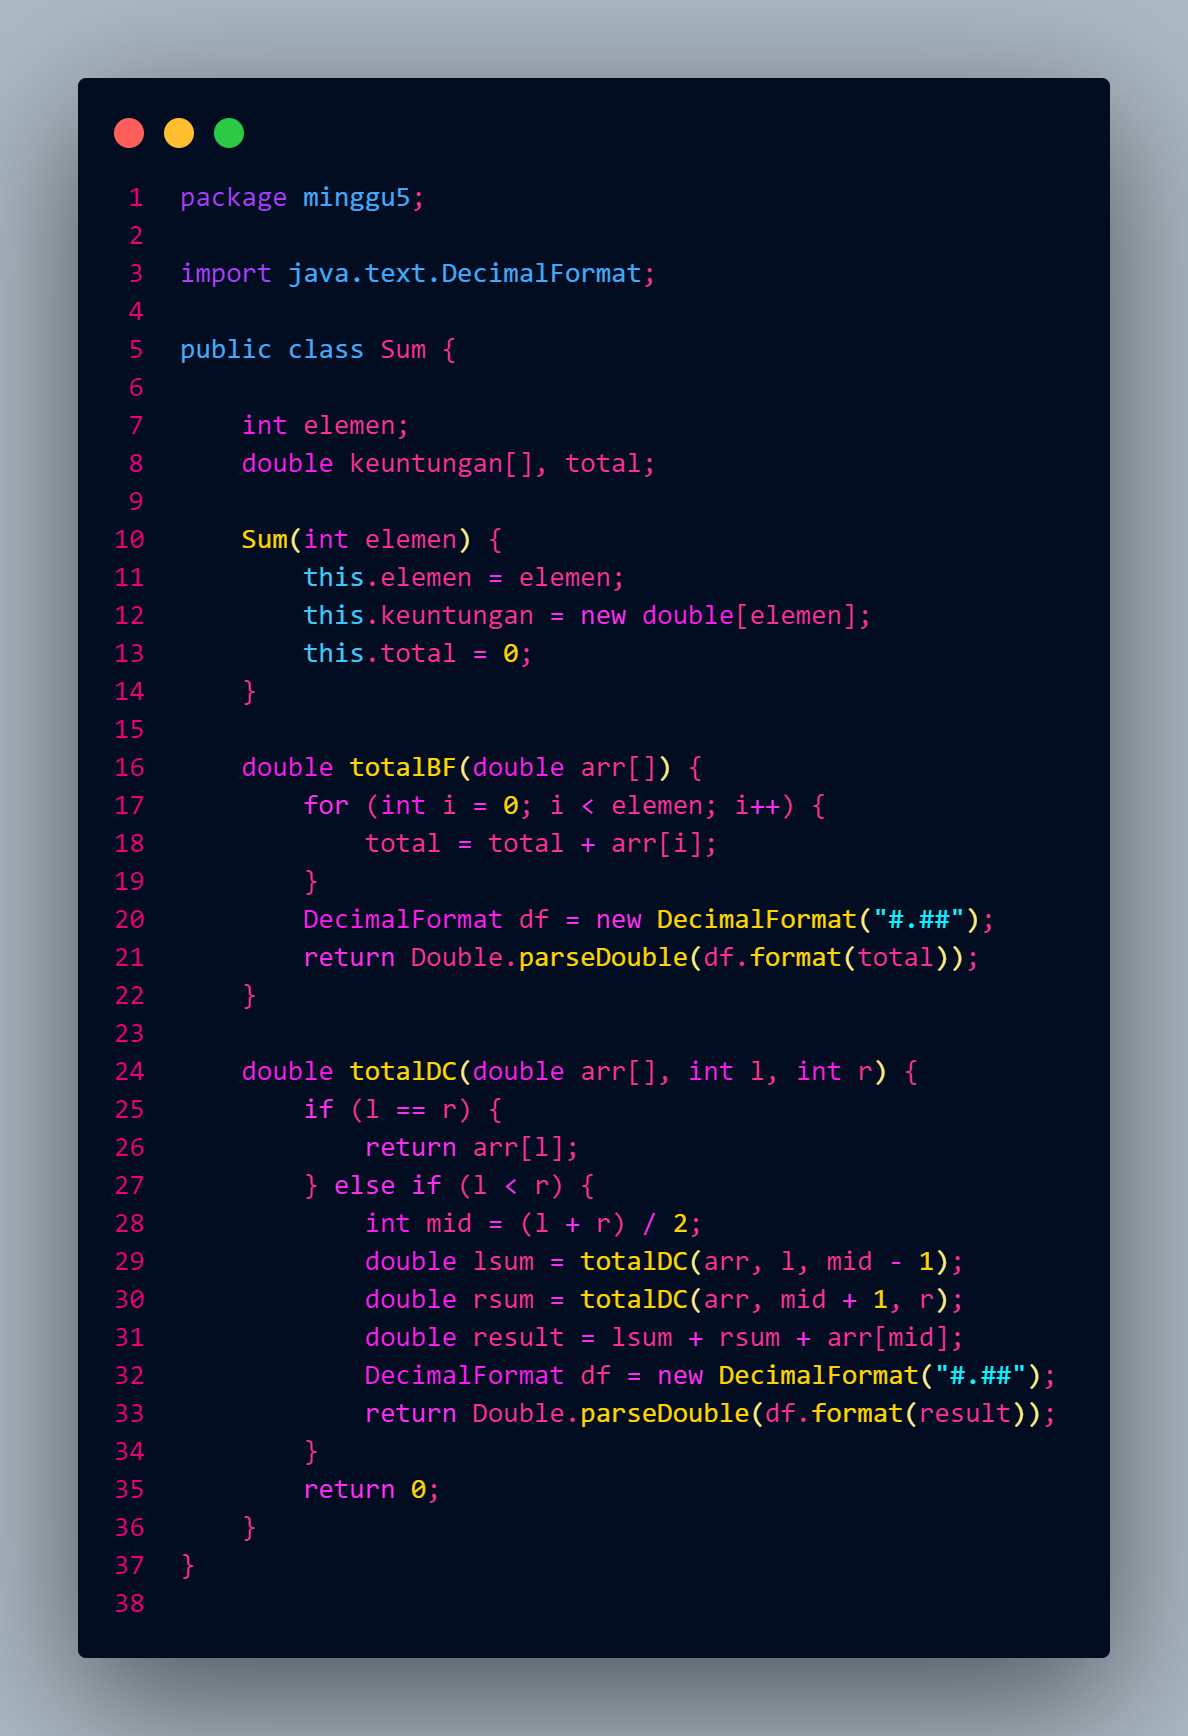 1 package minggu5;
2
3 import java.text.DecimalFormat;
4
5 public class Sum {
6
7     int elemen;
8     double keuntungan[], total;
9
10     Sum(int elemen) {
11         this.elemen = elemen;
12         this.keuntungan = new double[elemen];
13         this.total = 0;
14     }
15
16     double totalBF(double arr[]) {
17         for (int i = 0; i < elemen; i++) {
18             total = total + arr[i];
19         }
20         DecimalFormat df = new DecimalFormat("#.##");
21         return Double.parseDouble(df.format(total));
22     }
23
24     double totalDC(double arr[], int l, int r) {
25         if (l == r) {
26             return arr[l];
27         } else if (l < r) {
28             int mid = (l + r) / 2;
29             double lsum = totalDC(arr, l, mid - 1);
30             double rsum = totalDC(arr, mid + 1, r);
31             double result = lsum + rsum + arr[mid];
32             DecimalFormat df = new DecimalFormat("#.##");
33             return Double.parseDouble(df.format(result));
34         }
35         return 0;
36     }
37 }
38